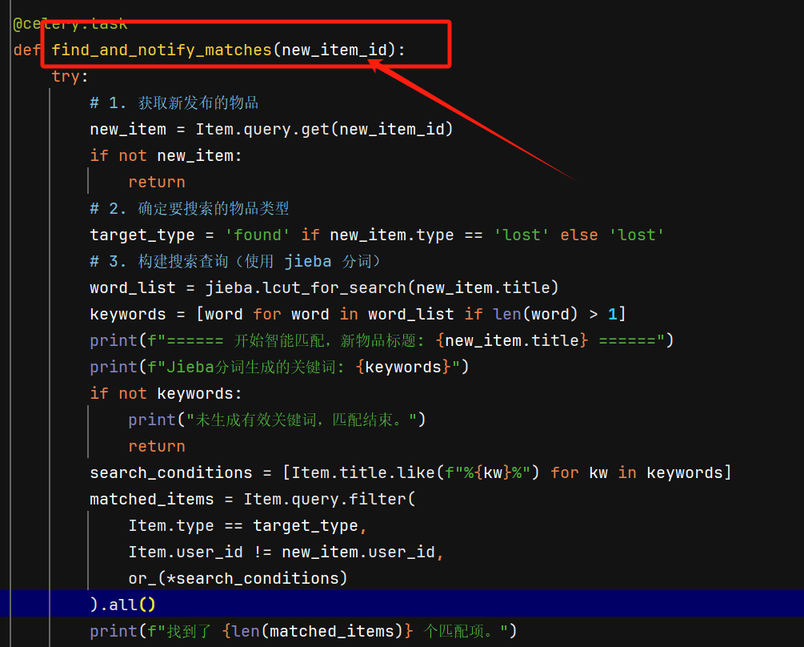 @celery.task
def find_and_notify_matches(new_item_id):
try:
# 1. 获取新发布的物品
new_item = Item.query.get(new_item_id)
if not new_item:
return
# 2. 确定要搜索的物品类型
target_type = 'found' if new_item.type == 'lost' else 'lost'
# 3. 构建搜索查询（使用 jieba 分词）
word_list = jieba.lcut_for_search(new_item.title)
keywords = [word for word in word_list if len(word) > 1]
print(f"====== 开始智能匹配，新物品标题: {new_item.title} ======")
print(f"Jieba分词生成的关键词: {keywords}")
if not keywords:
print("未生成有效关键词，匹配结束。")
return
search_conditions = [Item.title.like(f"%{kw}%") for kw in keywords]
matched_items = Item.query.filter(
Item.type == target_type,
Item.user_id != new_item.user_id,
or_(*search_conditions)
).all()
print(f"找到了 {len(matched_items)} 个匹配项。")